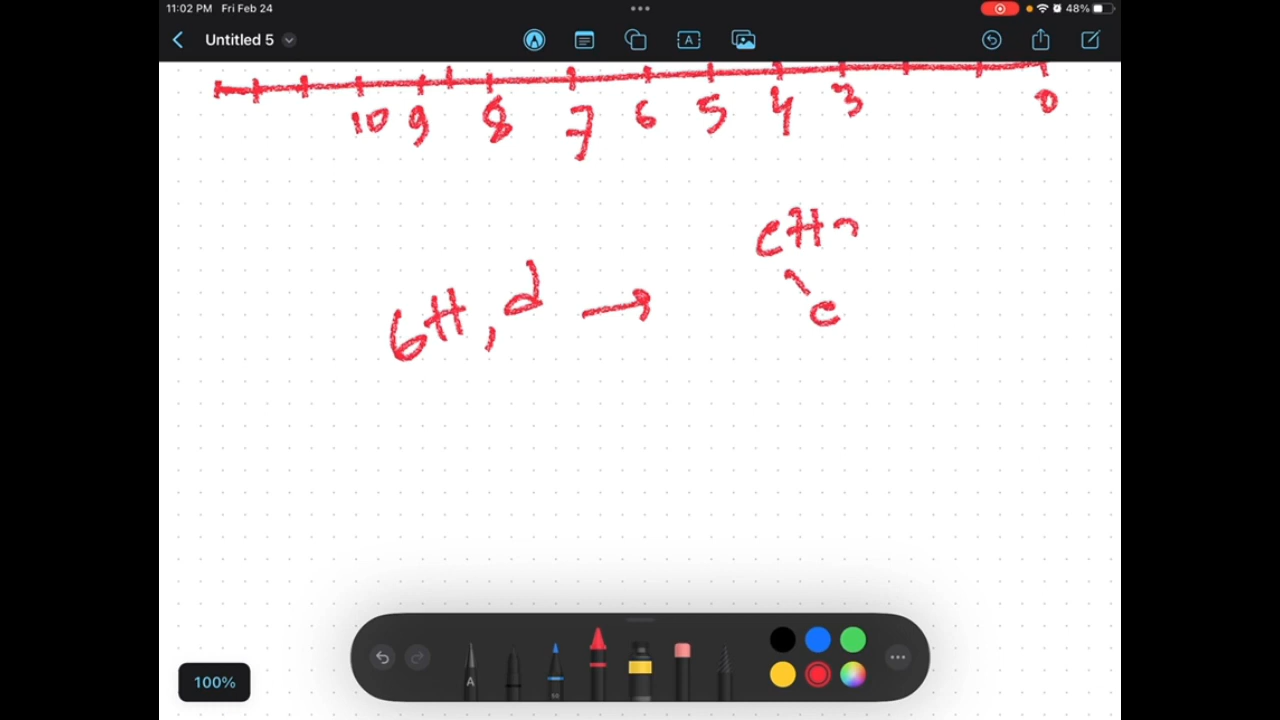 11:02 PM Fri Feb 24
48%
Untitled 5
A
10 9 8 7 6 5 4 3 0
CH
6H, d → C
A
50
100%